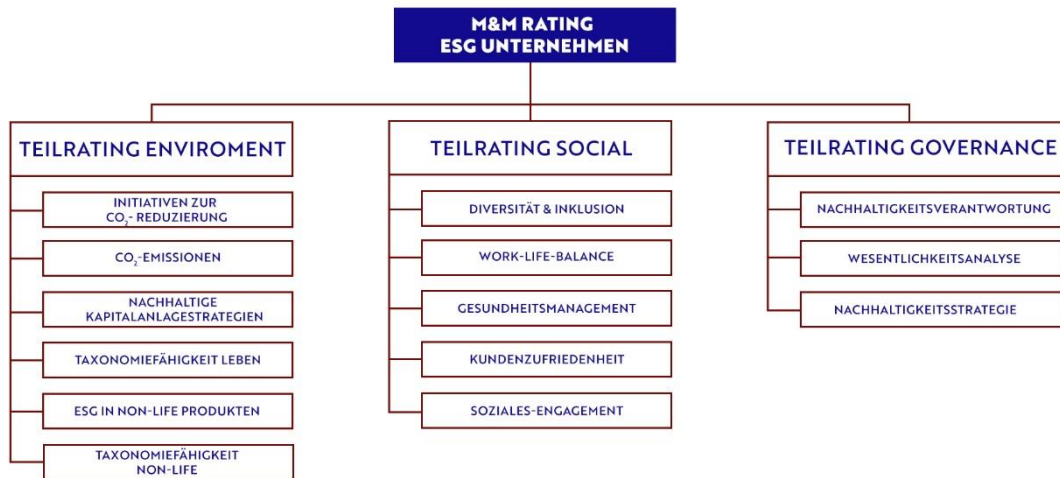 M&M RATING
ESG UNTERNEHMEN
TEILRATING ENVIROMENT
INITIATIVEN ZUR
CO₂- REDUZIERUNG
CO₂-EMISSIONEN
NACHHALTIGE
KAPITALANLAGESTRATEGIEN
TAXONOMIEFÄHIGKEIT LEBEN
ESG IN NON-LIFE PRODUKTEN
TAXONOMIEFÄHIGKEIT
NON-LIFE
TEILRATING SOCIAL
DIVERSITÄT & INKLUSION
WORK-LIFE-BALANCE
GESUNDHEITSMANAGEMENT
KUNDENZUFRIEDENHEIT
SOZIALES-ENGAGEMENT
TEILRATING GOVERNANCE
NACHHALTIGKEITSVERANTWORTUNG
WESENTLICHKEITSANALYSE
NACHHALTIGKEITSSTRATEGIE